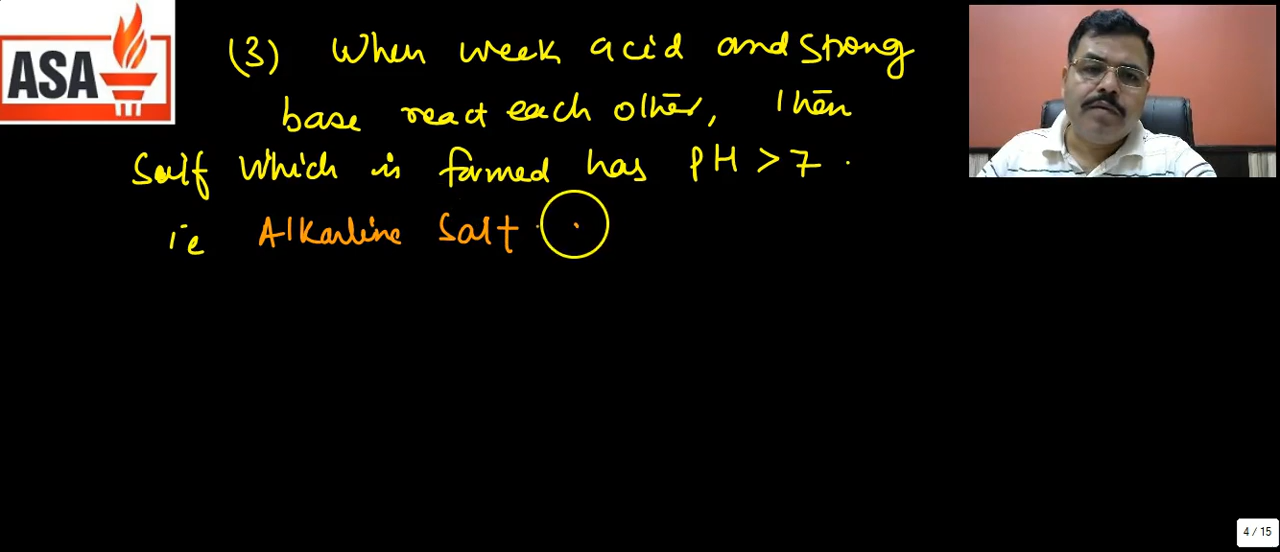 ASA
(3) When week acid and strong
base react each other, Then
Salt which is formed has PH > 7 .
i.e Alkaline Salt .
4 / 15